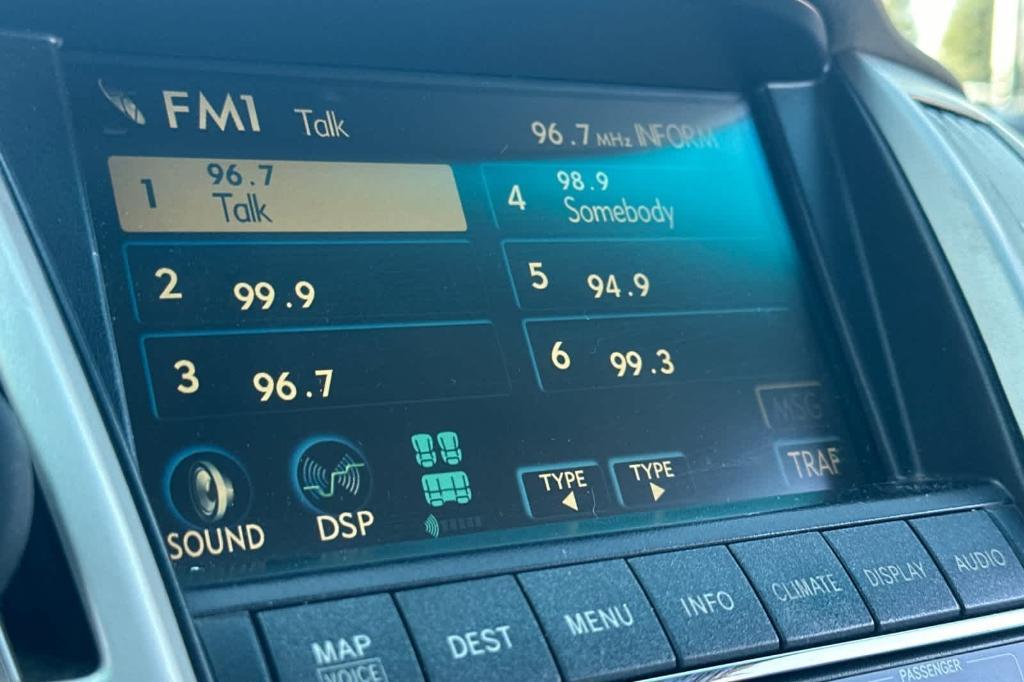 FM1 Talk 96.7 MHz INFORM
1 96.7 Talk
4 98.9 Somebody
2 99.9
5 94.9
3 96.7
6 99.3
MSG
TYPE TYPE TRAF
SOUND DSP
MAP DEST MENU INFO CLIMATE DISPLAY AUDIO
VOICE
PASSENGER